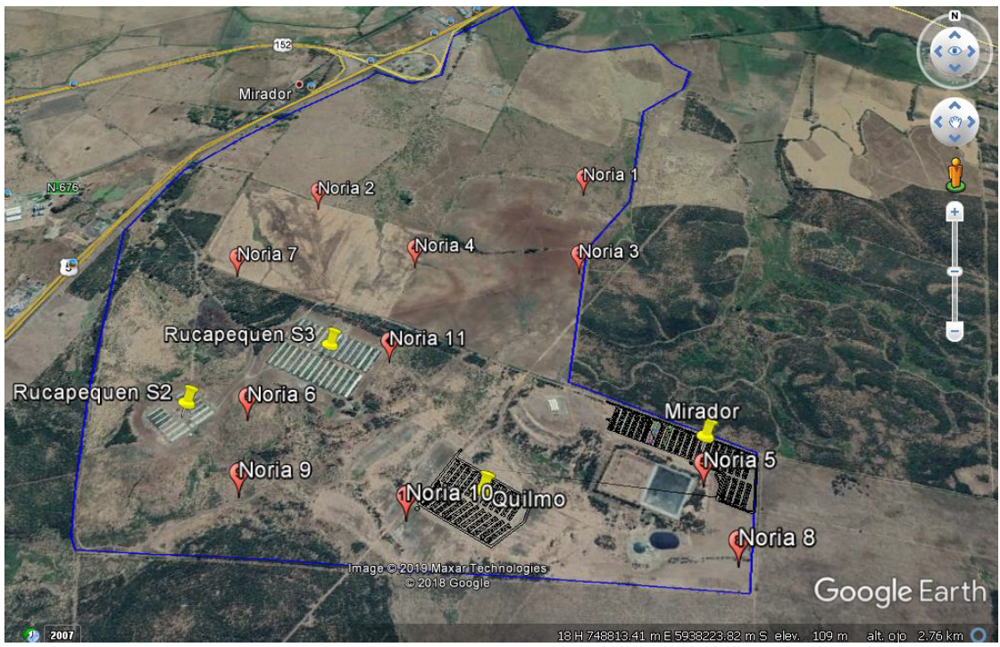 N
152
Mirador
N-676
Noria 1
Noria 2
Noria 4
Noria 3
Noria 7
5
Rucapequen S3
Noria 11
Rucapequen S2
Noria 6
Mirador
Noria 5
Noria 9
Noria 10
Quilmo
Noria 8
Image © 2019 Maxar Technologies
© 2018 Google
Google Earth
2007
18 H 748813.41 m E 5938223.82 m S elev. 109 m alt. ojo 2.76 km